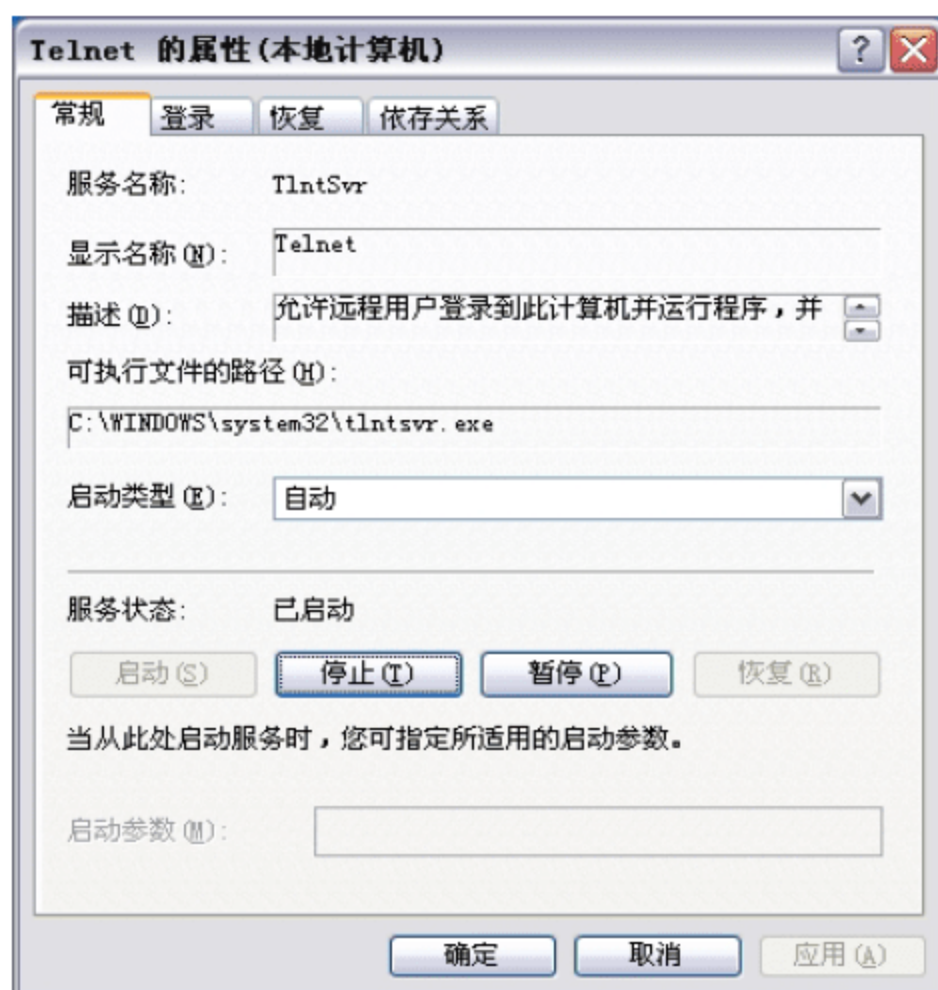 Telnet 的属性(本地计算机)
常规 登录 恢复 依存关系
服务名称: TlntSvr
显示名称(N): Telnet
描述(D): 允许远程用户登录到此计算机并运行程序，并
可执行文件的路径(H):
C:\WINDOWS\system32\tlntsvr.exe
启动类型(E): 自动
服务状态: 已启动
启动(S) 停止(T) 暂停(P) 恢复(R)
当从此处启动服务时，您可指定所适用的启动参数。
启动参数(M):
确定 取消 应用(A)